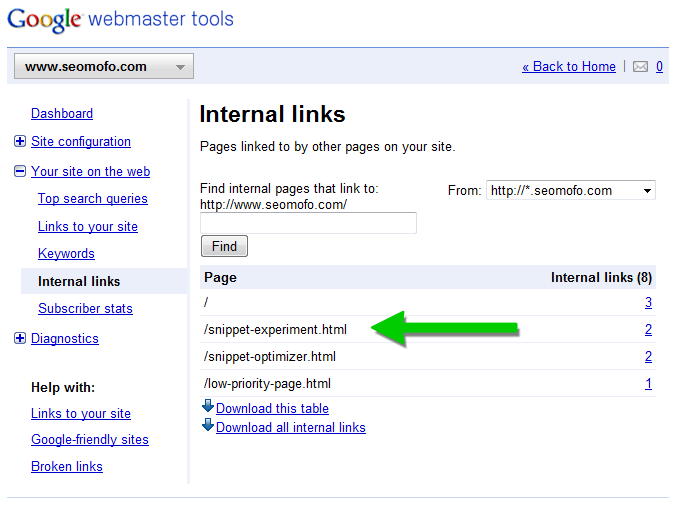 Google webmaster tools
www.seomofo.com
« Back to Home | 0
Dashboard
Site configuration
Your site on the web
Top search queries
Links to your site
Keywords
Internal links
Subscriber stats
Diagnostics
Help with:
Links to your site
Google-friendly sites
Broken links
Internal links
Pages linked to by other pages on your site.
Find internal pages that link to:
http://www.seomofo.com/
From: http://*.seomofo.com
Find
Page Internal links (8)
/ 3
/snippet-experiment.html 2
/snippet-optimizer.html 2
/low-priority-page.html 1
Download this table
Download all internal links